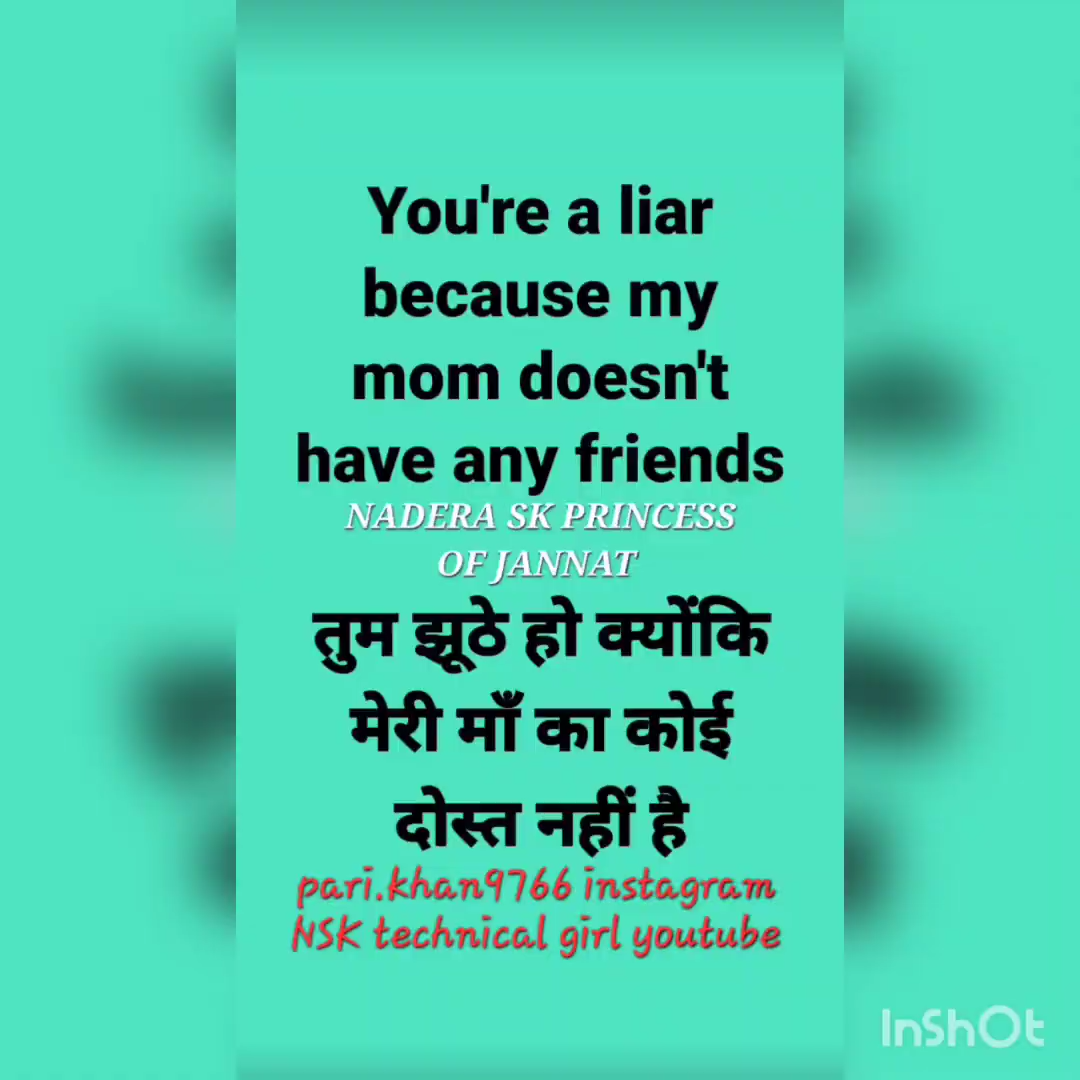 You're a liar
because my
mom doesn't
have any friends
NADERA SK PRINCESS
OF JANNAT
तुम झूठे हो क्योंकि
मेरी माँ का कोई
दोस्त नहीं है
pari.khan9766 instagram
NSK technical girl youtube
InShOt